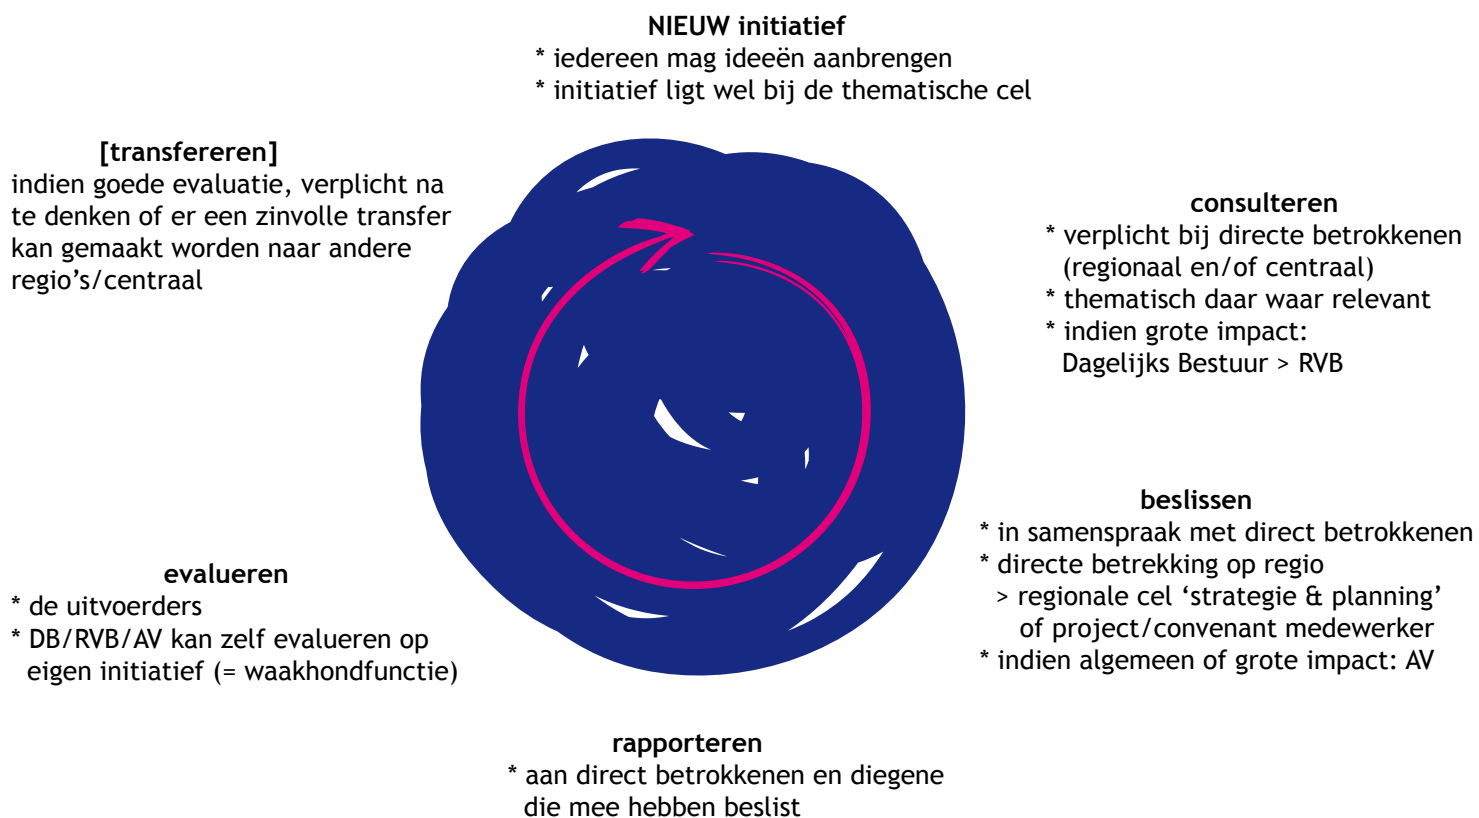 NIEUW initiatief
* iedereen mag ideeën aanbrengen
* initiatief ligt wel bij de thematische cel
[transfereren]
indien goede evaluatie, verplicht na
te denken of er een zinvolle transfer
kan gemaakt worden naar andere
regio’s/centraal
consulteren
* verplicht bij directe betrokkenen
(regionaal en/of centraal)
* thematisch daar waar relevant
* indien grote impact:
Dagelijks Bestuur > RVB
beslissen
* in samenspraak met direct betrokkenen
* directe betrekking op regio
> regionale cel ‘strategie & planning’
of project/convenant medewerker
* indien algemeen of grote impact: AV
evalueren
* de uitvoerders
* DB/RVB/AV kan zelf evalueren op
eigen initiatief (= waakhondfunctie)
rapporteren
* aan direct betrokkenen en diegene
die mee hebben beslist